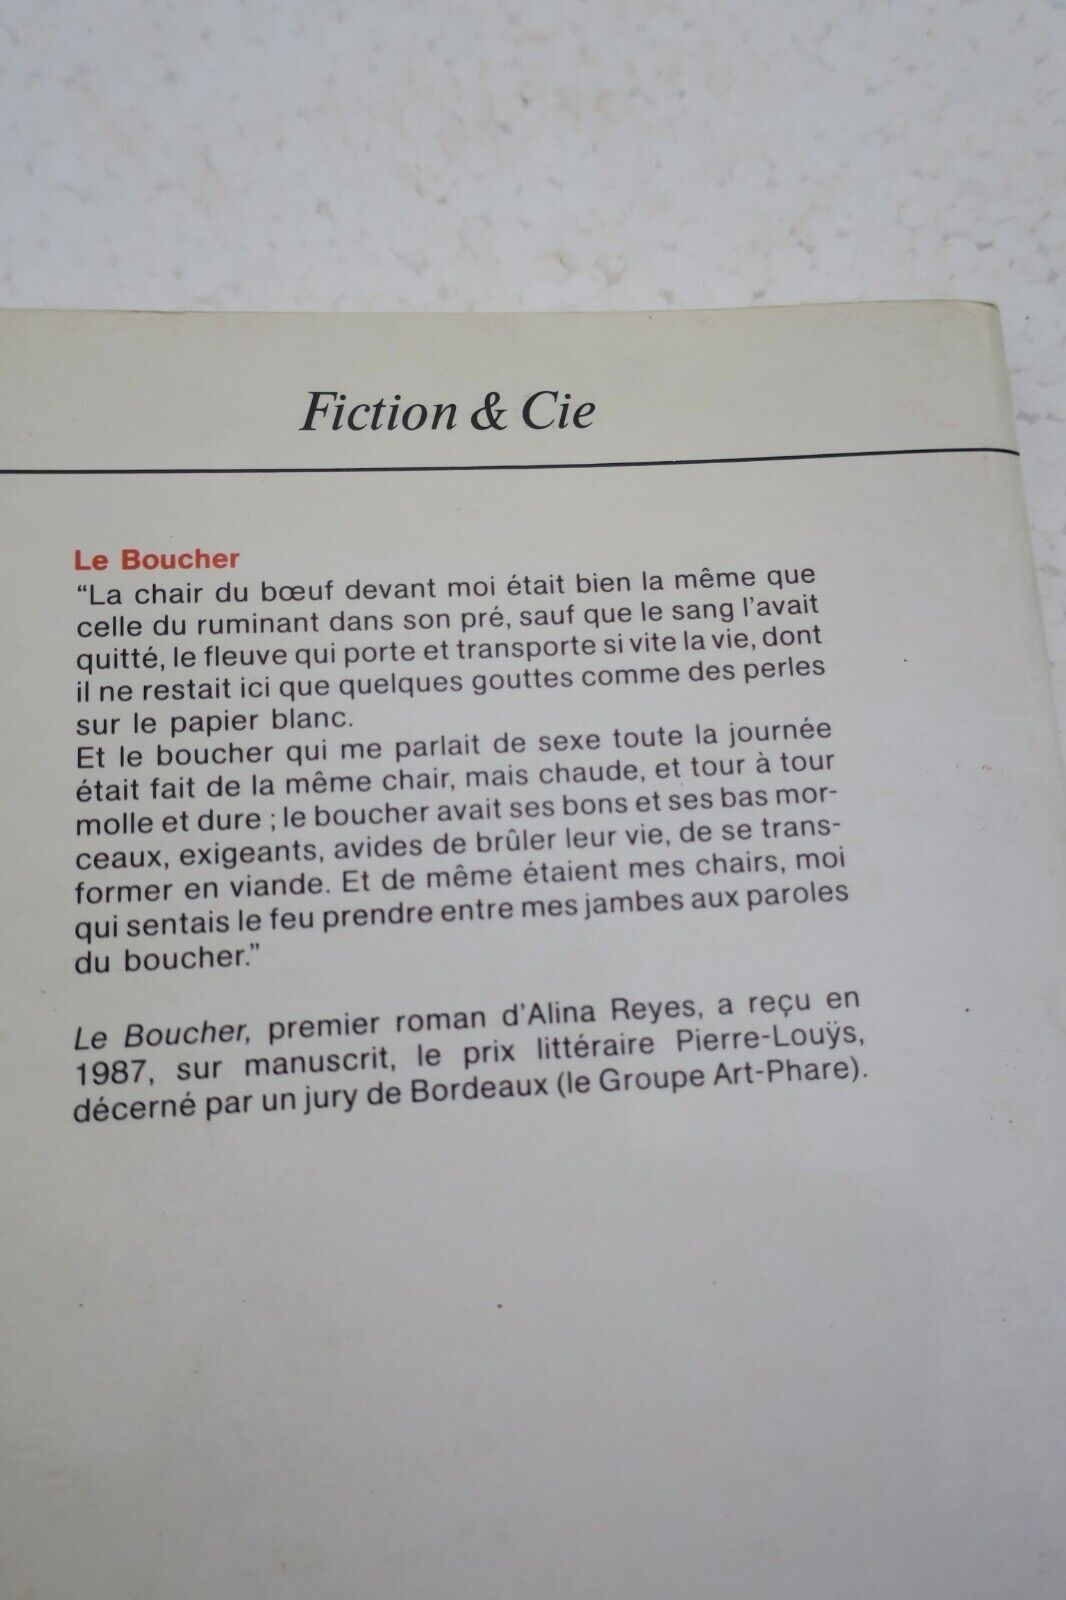 Fiction & Cie
Le Boucher
“La chair du bœuf devant moi était bien la même que
celle du ruminant dans son pré, sauf que le sang l’avait
quitté, le fleuve qui porte et transporte si vite la vie, dont
il ne restait ici que quelques gouttes comme des perles
sur le papier blanc.
Et le boucher qui me parlait de sexe toute la journée
était fait de la même chair, mais chaude, et tour à tour
molle et dure ; le boucher avait ses bons et ses bas mor-
ceaux, exigeants, avides de brûler leur vie, de se trans-
former en viande. Et de même étaient mes chairs, moi
qui sentais le feu prendre entre mes jambes aux paroles
du boucher.”
Le Boucher, premier roman d’Alina Reyes, a reçu en
1987, sur manuscrit, le prix littéraire Pierre-Louÿs,
décerné par un jury de Bordeaux (le Groupe Art-Phare).